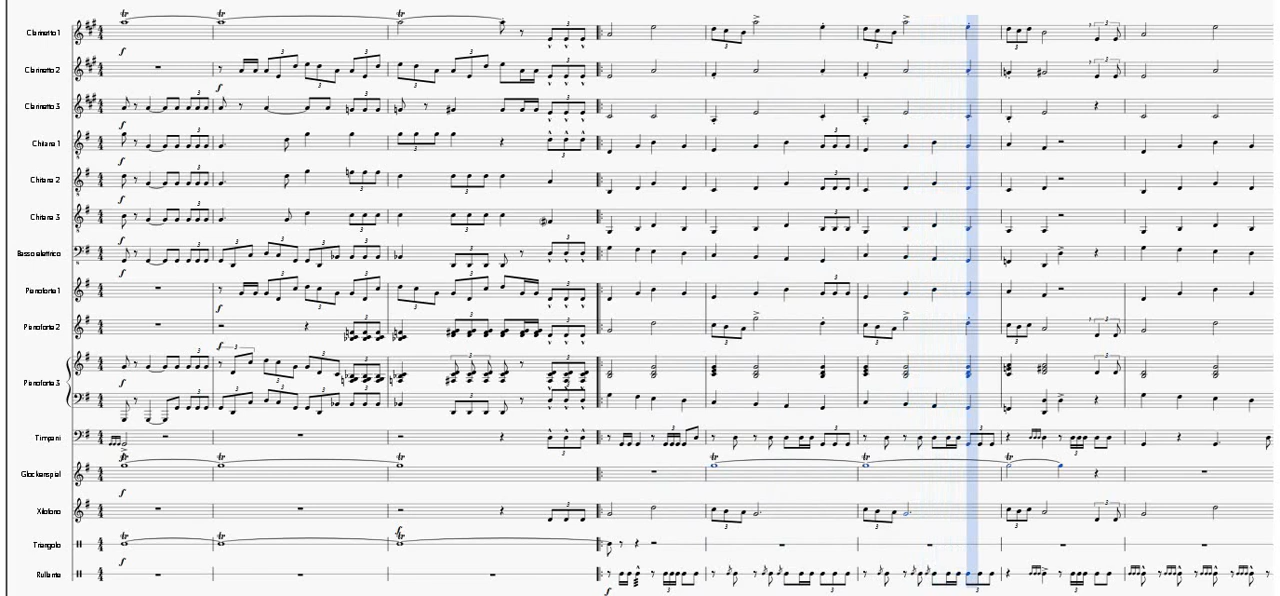 Clarinetto 1
Clarinetto 2
Clarinetto 3
Chitarra 1
Chitarra 2
Chitarra 3
Basso elettrico
Pianoforte 1
Pianoforte 2
Pianoforte 3
Timpani
Glockenspiel
Xilofono
Triangolo
Rullante